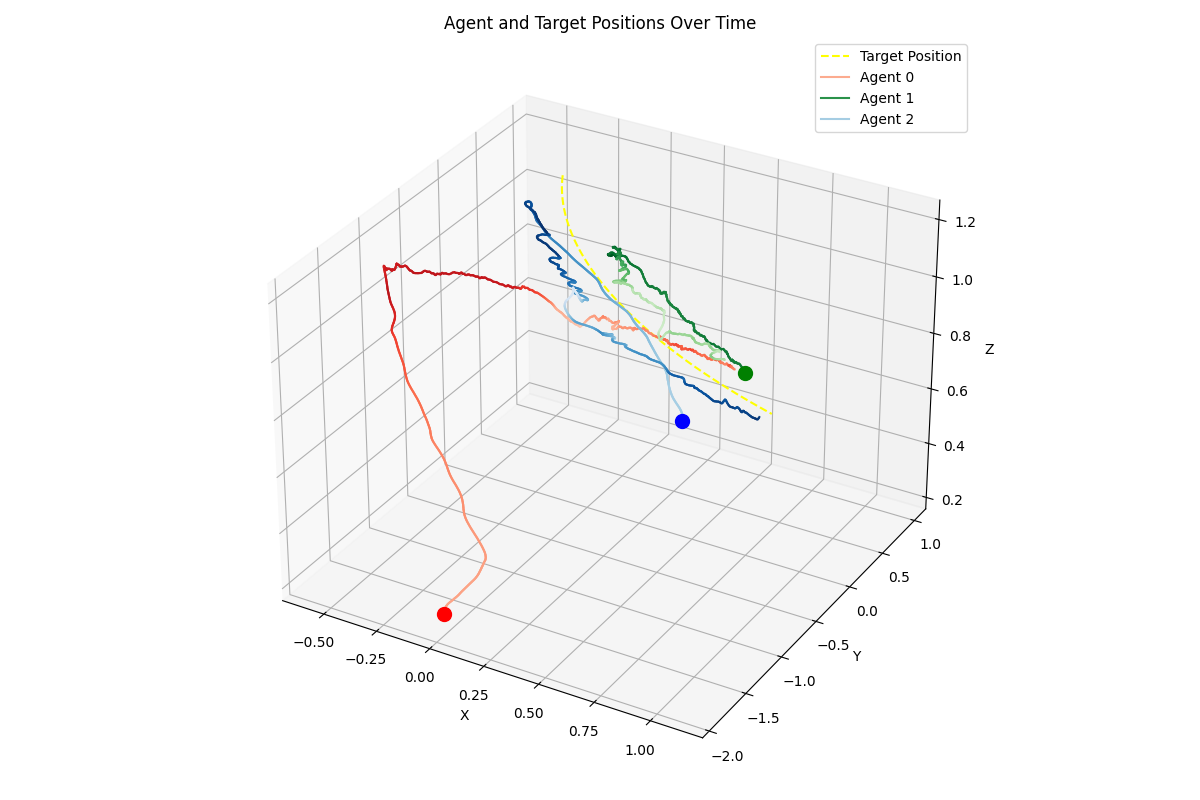 Agent and Target Positions Over Time
Target Position
Agent 0
Agent 1
Agent 2
1.2
1.0
0.8
0.6
0.4
0.2
Z
1.0
0.5
0.0
−0.5
−1.0
−1.5
−2.0
Y
−0.50
−0.25
0.00
0.25
0.50
0.75
1.00
X